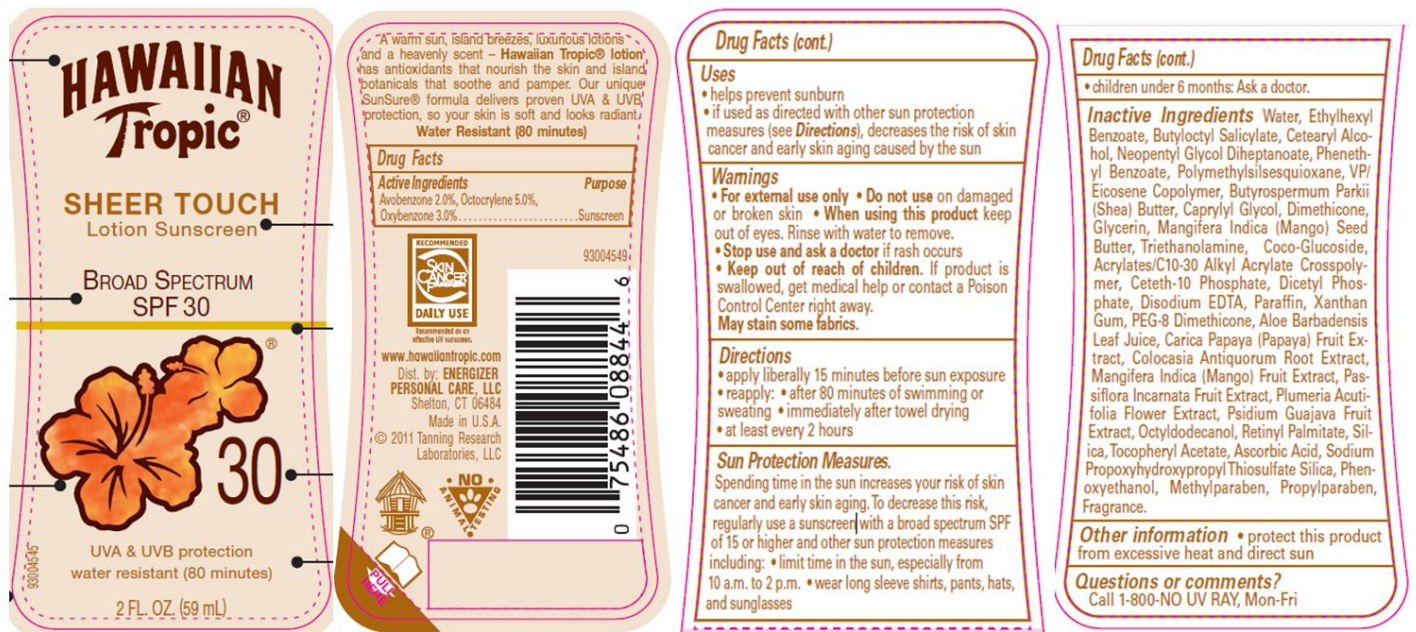 HAWAIIAN
Tropic®
SHEER TOUCH
Lotion Sunscreen
BROAD SPECTRUM
SPF 30
®
30
UVA & UVB protection
water resistant (80 minutes)
93004545
2 FL. OZ. (59 mL)
A warm sun, island breezes, luxurious lotions
and a heavenly scent – Hawaiian Tropic® lotion
has antioxidants that nourish the skin and island
botanicals that soothe and pamper. Our unique
SunSure® formula delivers proven UVA & UVB
protection, so your skin is soft and looks radiant.
Water Resistant (80 minutes)
Drug Facts
Active Ingredients Purpose
Avobenzone 2.0%, Octocrylene 5.0%,
Oxybenzone 3.0%........................Sunscreen
RECOMMENDED
SKIN
CANCER
FOUNDATION
DAILY USE
Recommended as an
effective UV sunscreen.
93004549
www.hawaiiantropic.com
Dist. by: ENERGIZER
PERSONAL CARE, LLC
Shelton, CT 06484
Made in U.S.A.
© 2011 Tanning Research
Laboratories, LLC
®
• NO •
ANIMAL TESTING
0 75486 08844 6
PULL
HERE
Drug Facts (cont.)
Uses
• helps prevent sunburn
• if used as directed with other sun protection
measures (see Directions), decreases the risk of skin
cancer and early skin aging caused by the sun
Warnings
• For external use only • Do not use on damaged
or broken skin • When using this product keep
out of eyes. Rinse with water to remove.
• Stop use and ask a doctor if rash occurs
• Keep out of reach of children. If product is
swallowed, get medical help or contact a Poison
Control Center right away.
May stain some fabrics.
Directions
• apply liberally 15 minutes before sun exposure
• reapply: • after 80 minutes of swimming or
sweating • immediately after towel drying
• at least every 2 hours
Sun Protection Measures.
Spending time in the sun increases your risk of skin
cancer and early skin aging. To decrease this risk,
regularly use a sunscreen with a broad spectrum SPF
of 15 or higher and other sun protection measures
including: • limit time in the sun, especially from
10 a.m. to 2 p.m. • wear long sleeve shirts, pants, hats,
and sunglasses
Drug Facts (cont.)
• children under 6 months: Ask a doctor.
Inactive Ingredients Water, Ethylhexyl
Benzoate, Butyloctyl Salicylate, Cetearyl Alco-
hol, Neopentyl Glycol Diheptanoate, Pheneth-
yl Benzoate, Polymethylsilsesquioxane, VP/
Eicosene Copolymer, Butyrospermum Parkii
(Shea) Butter, Caprylyl Glycol, Dimethicone,
Glycerin, Mangifera Indica (Mango) Seed
Butter, Triethanolamine, Coco-Glucoside,
Acrylates/C10-30 Alkyl Acrylate Crosspoly-
mer, Ceteth-10 Phosphate, Dicetyl Phos-
phate, Disodium EDTA, Paraffin, Xanthan
Gum, PEG-8 Dimethicone, Aloe Barbadensis
Leaf Juice, Carica Papaya (Papaya) Fruit Ex-
tract, Colocasia Antiquorum Root Extract,
Mangifera Indica (Mango) Fruit Extract, Pas-
siflora Incarnata Fruit Extract, Plumeria Acuti-
folia Flower Extract, Psidium Guajava Fruit
Extract, Octyldodecanol, Retinyl Palmitate, Sil-
ica, Tocopheryl Acetate, Ascorbic Acid, Sodium
Propoxyhydroxypropyl Thiosulfate Silica, Phen-
oxyethanol, Methylparaben, Propylparaben,
Fragrance.
Other information • protect this product
from excessive heat and direct sun
Questions or comments?
Call 1-800-NO UV RAY, Mon-Fri